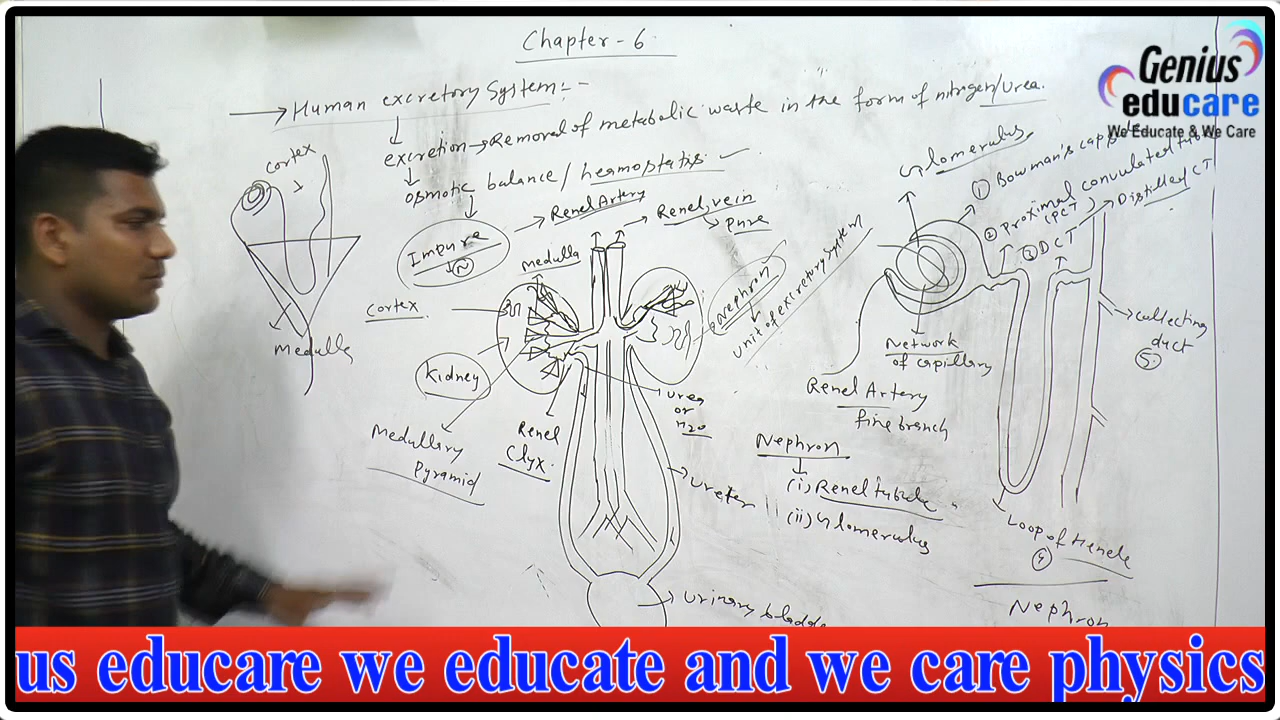 Chapter - 6
Genius
educare
We Educate & We Care
→ Human excretory System :-
excretion → Removal of metabolic waste in the form of nitrogen/urea.
osmotic balance / heamostatis.
Impure
Renel Artery
Renel vein
Pure
cortex
Medulla
Medulla
cortex
Kidney
Medullary
Pyramid
Renel
Clyx.
Urea
or
H20
Ureter
Urinary bladde
Nephron
Unit of excretory System
Glomerulus
① Bowman's
② Proximal convulated
(PCT)
③ DCT
Distilled CT
Network
of capillary
Renel Artery
fine branch
collecting
duct
⑤
Nephron
(i) Renel tubule
(ii) Glomerulus
Loop of Henele
④
Nephron
us educare we educate and we care physics